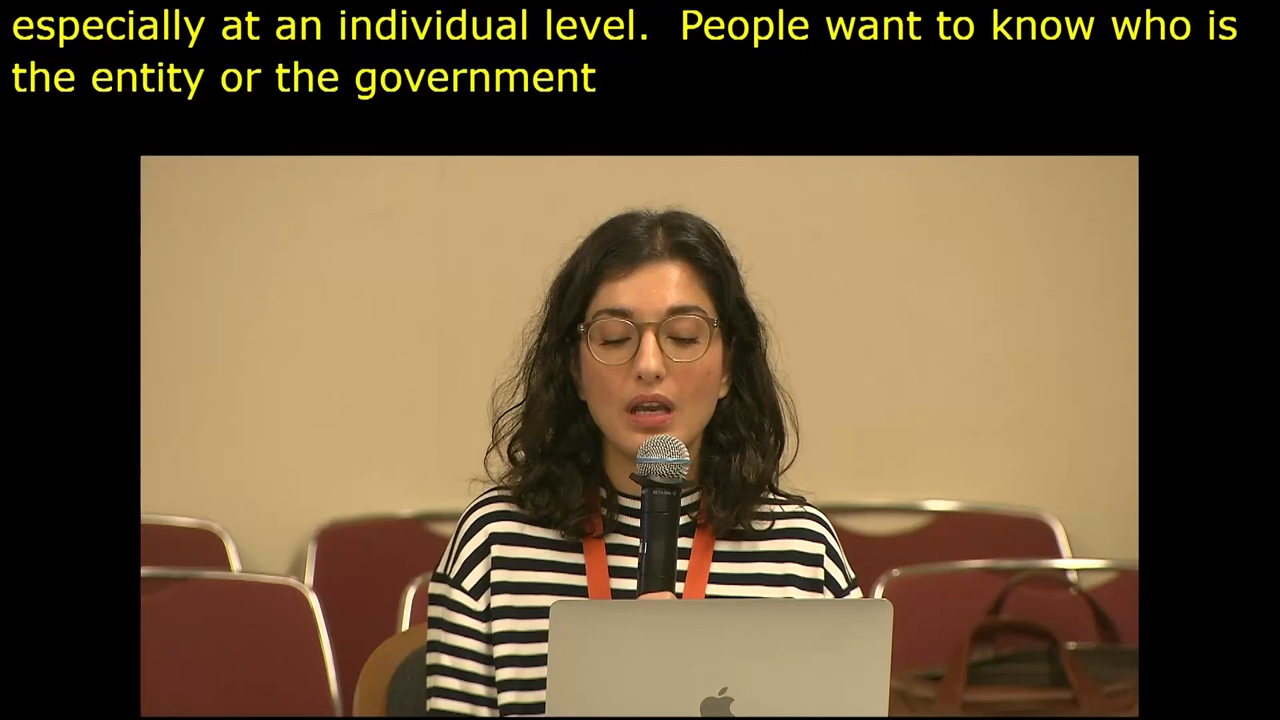 especially at an individual level.  People want to know who is
the entity or the government